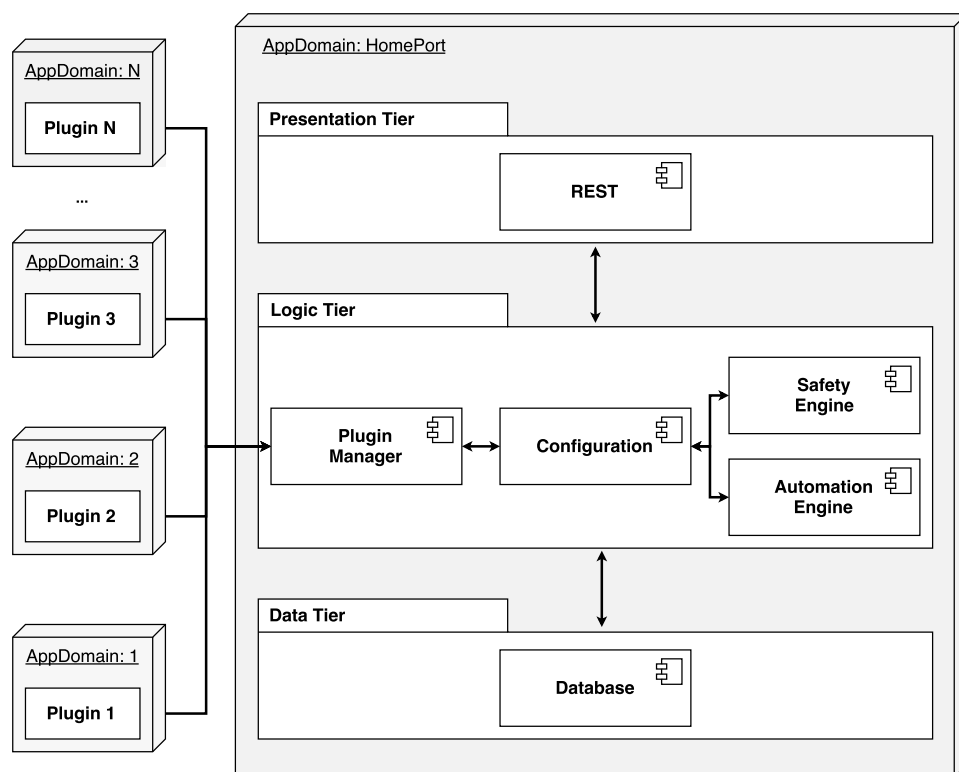 AppDomain: N
Plugin N
...
AppDomain: 3
Plugin 3
AppDomain: 2
Plugin 2
AppDomain: 1
Plugin 1
AppDomain: HomePort
Presentation Tier
REST
Logic Tier
Plugin
Manager
Configuration
Safety
Engine
Automation
Engine
Data Tier
Database